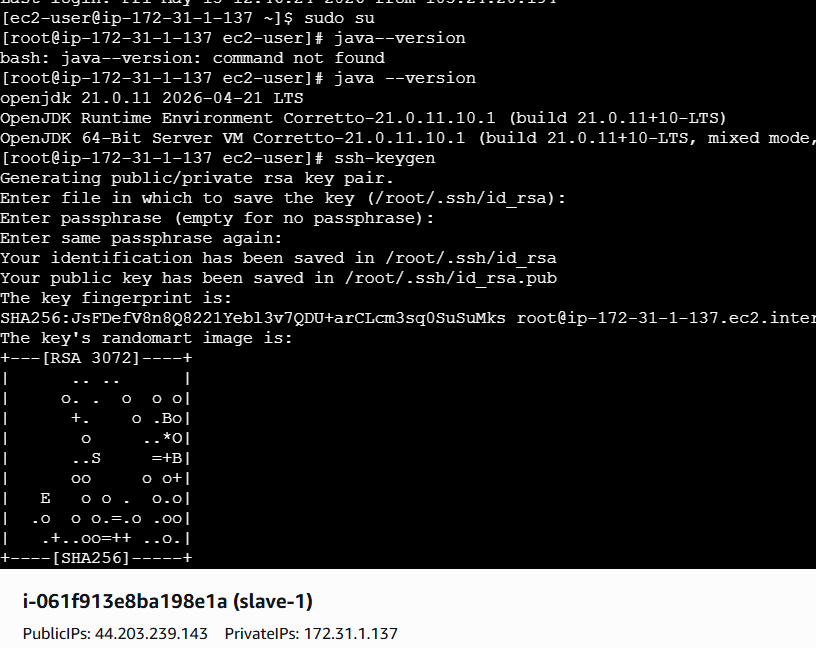 [ec2-user@ip-172-31-1-137 ~]$ sudo su
[root@ip-172-31-1-137 ec2-user]# java--version
bash: java--version: command not found
[root@ip-172-31-1-137 ec2-user]# java --version
openjdk 21.0.11 2026-04-21 LTS
OpenJDK Runtime Environment Corretto-21.0.11.10.1 (build 21.0.11+10-LTS)
OpenJDK 64-Bit Server VM Corretto-21.0.11.10.1 (build 21.0.11+10-LTS, mixed mode,
[root@ip-172-31-1-137 ec2-user]# ssh-keygen
Generating public/private rsa key pair.
Enter file in which to save the key (/root/.ssh/id_rsa):
Enter passphrase (empty for no passphrase):
Enter same passphrase again:
Your identification has been saved in /root/.ssh/id_rsa
Your public key has been saved in /root/.ssh/id_rsa.pub
The key fingerprint is:
SHA256:JsFDefV8n8Q8221Yebl3v7QDU+arCLcm3sq0SuSuMks root@ip-172-31-1-137.ec2.inter
The key's randomart image is:
+---[RSA 3072]----+
|      .. ..      |
|     o. .  o  o o|
|      +.    o .Bo|
|       o     ..*O|
|      ..S     =+B|
|      oo     o o+|
|   E   o o .  o.o|
|  .o  o o.=.o .oo|
|   .+..oo=++ ..o.|
+----[SHA256]-----+
i-061f913e8ba198e1a (slave-1)
PublicIPs: 44.203.239.143 PrivateIPs: 172.31.1.137